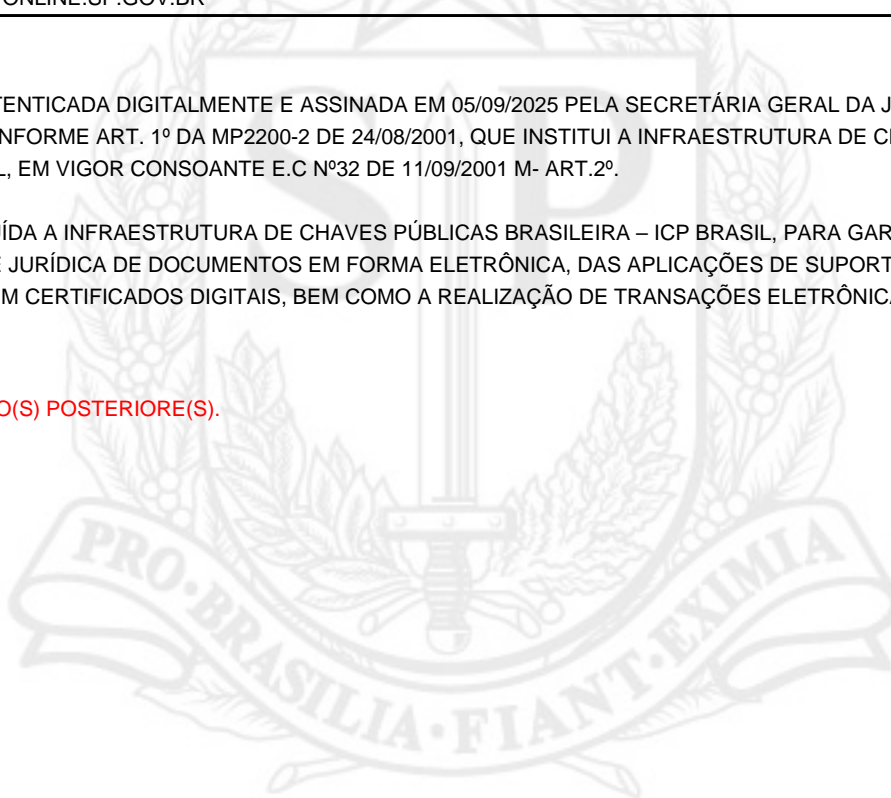 ONLINE.SP.GOV.BR
TENTICADA DIGITALMENTE E ASSINADA EM 05/09/2025 PELA SECRETÁRIA GERAL DA J
NFORME ART. 1º DA MP2200-2 DE 24/08/2001, QUE INSTITUI A INFRAESTRUTURA DE C
L, EM VIGOR CONSOANTE E.C Nº32 DE 11/09/2001 M- ART.2º.
ÍDA A INFRAESTRUTURA DE CHAVES PÚBLICAS BRASILEIRA – ICP BRASIL, PARA GAR
E JURÍDICA DE DOCUMENTOS EM FORMA ELETRÔNICA, DAS APLICAÇÕES DE SUPORT
M CERTIFICADOS DIGITAIS, BEM COMO A REALIZAÇÃO DE TRANSAÇÕES ELETRÔNICA
O(S) POSTERIORE(S).
SP
PRO·BRASILIA·FIANT·EXIMIA